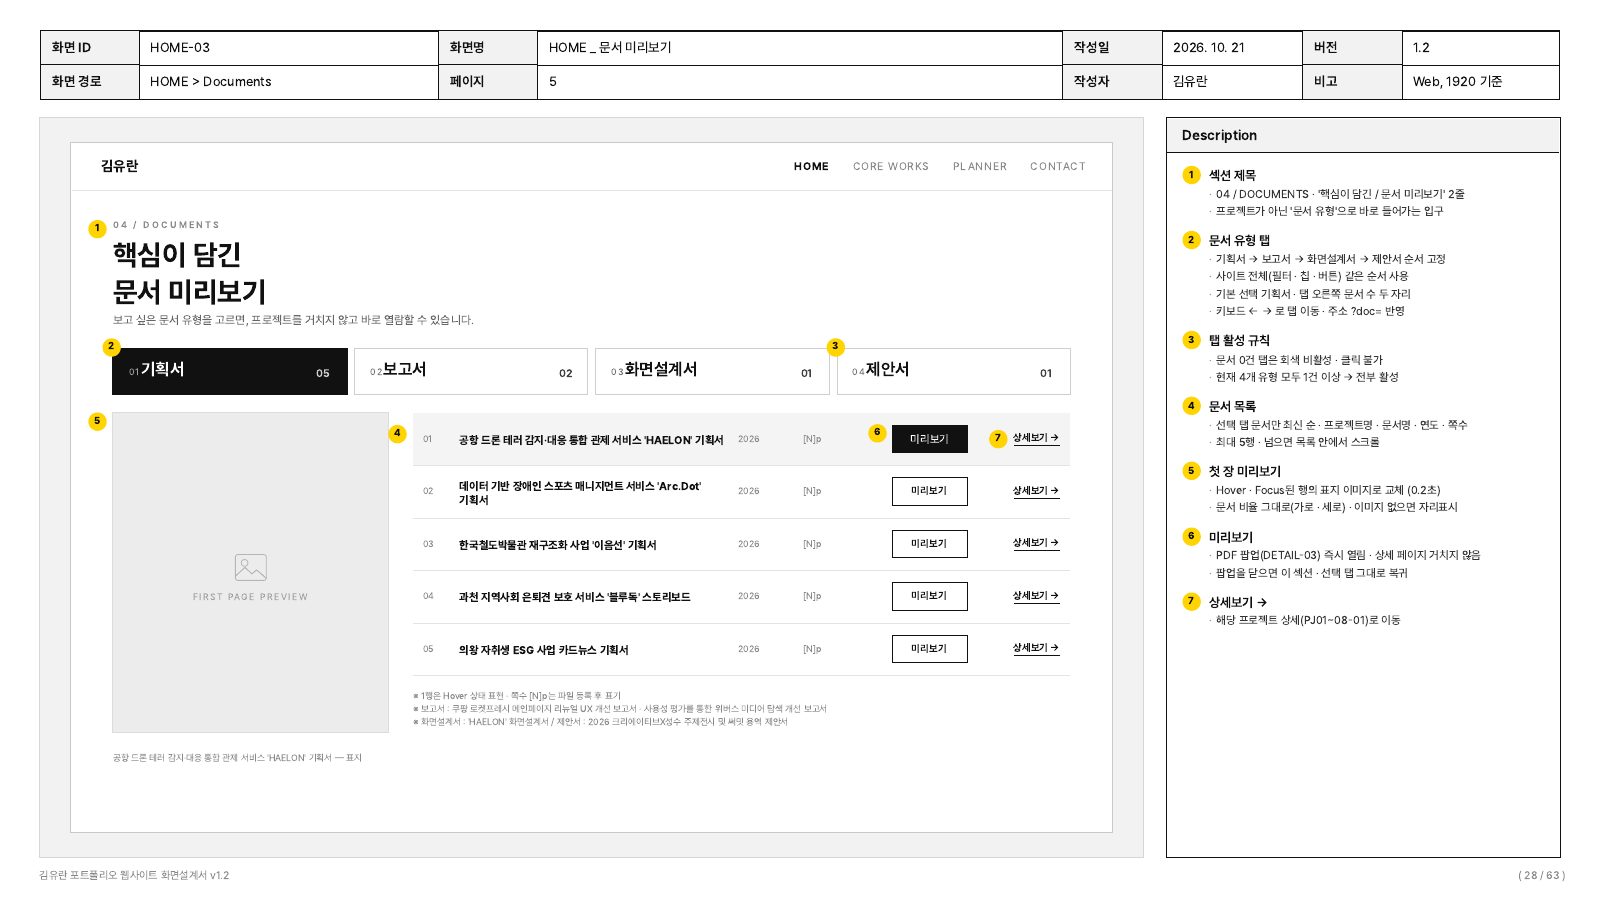 화면 ID HOME-03 화면명 HOME _ 문서 미리보기 작성일 2026. 10. 21 버전 1.2
화면 경로 HOME > Documents 페이지 5 작성자 김유란 비고 Web, 1920 기준
김유란 HOME CORE WORKS PLANNER CONTACT
1 04 / DOCUMENTS
핵심이 담긴
문서 미리보기
보고 싶은 문서 유형을 고르면, 프로젝트를 거치지 않고 바로 열람할 수 있습니다.
2 3
01 기획서 05 02 보고서 02 03 화면설계서 01 04 제안서 01
5 4 6 7
FIRST PAGE PREVIEW
01 공항 드론 테러 감지·대응 통합 관제 서비스 'HAELON' 기획서 2026 [N]p 미리보기 상세보기 →
02 데이터 기반 장애인 스포츠 매니지먼트 서비스 'Arc.Dot'
기획서 2026 [N]p 미리보기 상세보기 →
03 한국철도박물관 재구조화 사업 '이음선' 기획서 2026 [N]p 미리보기 상세보기 →
04 과천 지역사회 은퇴견 보호 서비스 '블루독' 스토리보드 2026 [N]p 미리보기 상세보기 →
05 의왕 자취생 ESG 사업 카드뉴스 기획서 2026 [N]p 미리보기 상세보기 →
※ 1행은 Hover 상태 표현 · 쪽수 [N]p는 파일 등록 후 표기
※ 보고서 : 쿠팡 로켓프레시 메인페이지 리뉴얼 UX 개선 보고서 · 사용성 평가를 통한 위버스 미디어 탐색 개선 보고서
※ 화면설계서 : 'HAELON' 화면설계서 / 제안서 : 2026 크리에이티브X성수 주제전시 및 써밋 용역 제안서
공항 드론 테러 감지·대응 통합 관제 서비스 'HAELON' 기획서 — 표지
Description
1 섹션 제목
· 04 / DOCUMENTS · '핵심이 담긴 / 문서 미리보기' 2줄
· 프로젝트가 아닌 '문서 유형'으로 바로 들어가는 입구
2 문서 유형 탭
· 기획서 → 보고서 → 화면설계서 → 제안서 순서 고정
· 사이트 전체(필터 · 칩 · 버튼) 같은 순서 사용
· 기본 선택 기획서 · 탭 오른쪽 문서 수 두 자리
· 키보드 ← → 로 탭 이동 · 주소 ?doc= 반영
3 탭 활성 규칙
· 문서 0건 탭은 회색 비활성 · 클릭 불가
· 현재 4개 유형 모두 1건 이상 → 전부 활성
4 문서 목록
· 선택 탭 문서만 최신 순 · 프로젝트명 · 문서명 · 연도 · 쪽수
· 최대 5행 · 넘으면 목록 안에서 스크롤
5 첫 장 미리보기
· Hover · Focus된 행의 표지 이미지로 교체 (0.2초)
· 문서 비율 그대로(가로 · 세로) · 이미지 없으면 자리표시
6 미리보기
· PDF 팝업(DETAIL-03) 즉시 열림 · 상세 페이지 거치지 않음
· 팝업을 닫으면 이 섹션 · 선택 탭 그대로 복귀
7 상세보기 →
· 해당 프로젝트 상세(PJ01~08-01)로 이동
김유란 포트폴리오 웹사이트 화면설계서 v1.2
( 28 / 63 )